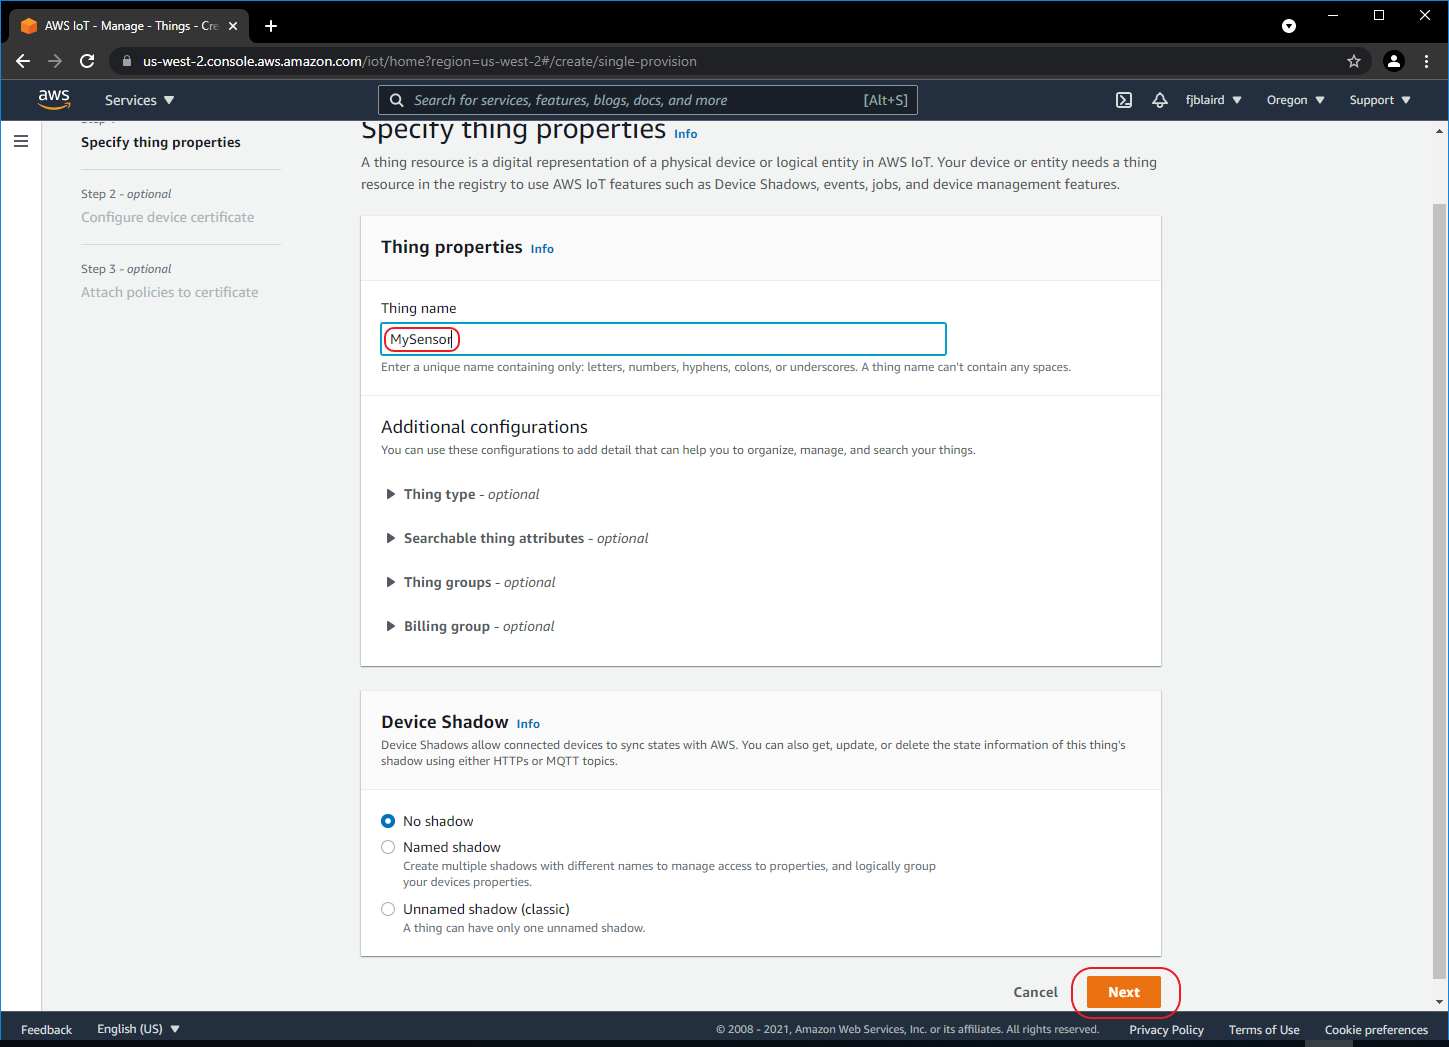 AWS IoT - Manage - Things - Cre
us-west-2.console.aws.amazon.com/iot/home?region=us-west-2#/create/single-provision
aws
Services
Search for services, features, blogs, docs, and more
[Alt+S]
fjblaird
Oregon
Support
Specify thing properties
Step 2 - optional
Configure device certificate
Step 3 - optional
Attach policies to certificate
Specify thing properties Info
A thing resource is a digital representation of a physical device or logical entity in AWS IoT. Your device or entity needs a thing
resource in the registry to use AWS IoT features such as Device Shadows, events, jobs, and device management features.
Thing properties Info
Thing name
MySensor
Enter a unique name containing only: letters, numbers, hyphens, colons, or underscores. A thing name can't contain any spaces.
Additional configurations
You can use these configurations to add detail that can help you to organize, manage, and search your things.
Thing type - optional
Searchable thing attributes - optional
Thing groups - optional
Billing group - optional
Device Shadow Info
Device Shadows allow connected devices to sync states with AWS. You can also get, update, or delete the state information of this thing's
shadow using either HTTPs or MQTT topics.
No shadow
Named shadow
Create multiple shadows with different names to manage access to properties, and logically group
your devices properties.
Unnamed shadow (classic)
A thing can have only one unnamed shadow.
Cancel
Next
Feedback
English (US)
© 2008 - 2021, Amazon Web Services, Inc. or its affiliates. All rights reserved.
Privacy Policy
Terms of Use
Cookie preferences